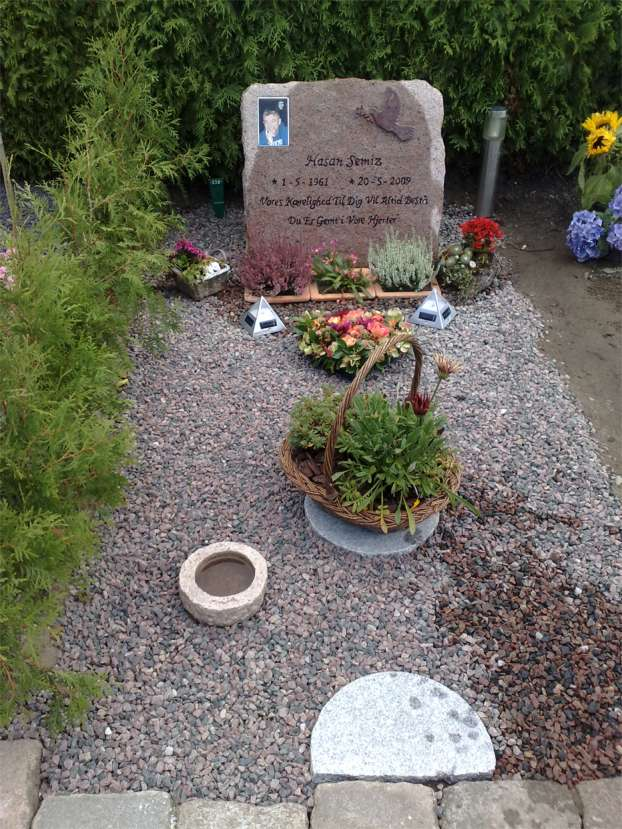 Hasan Semiz
* 1-5-1961 * 20-5-2009
Vores Kærlighed Til Dig Vil Altid Bestå
Du Er Gemt i Vore Hjerter